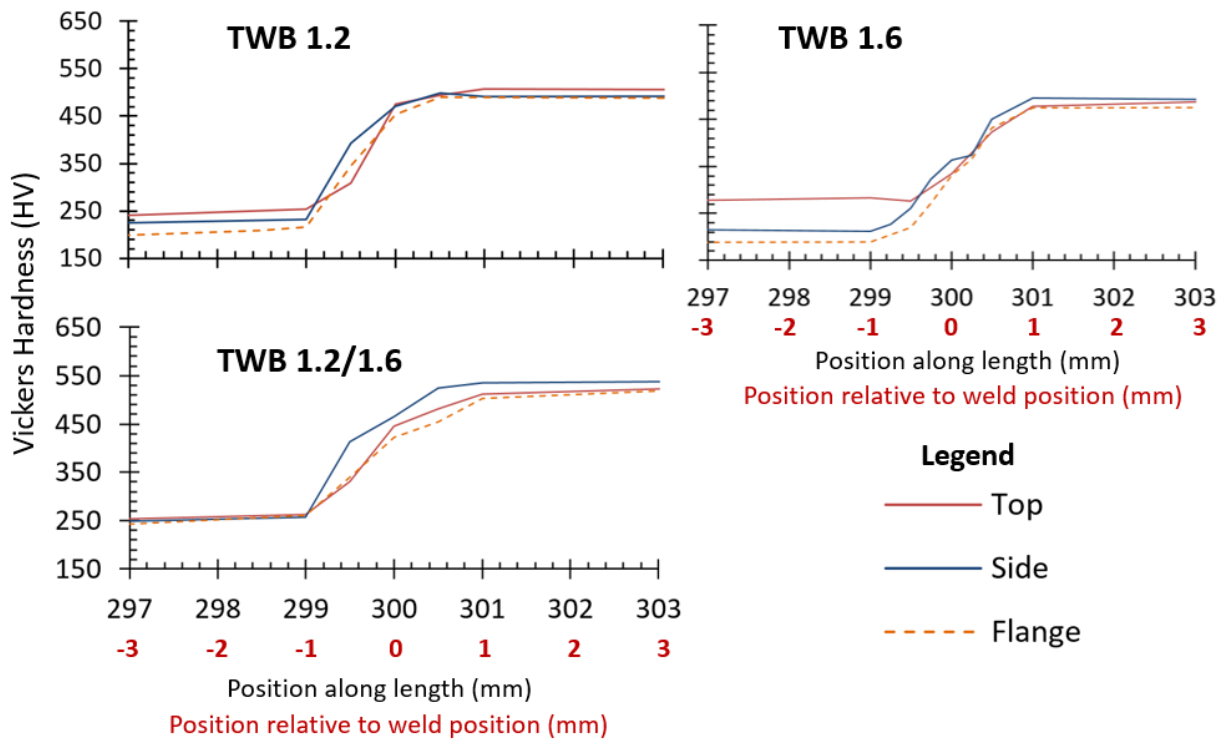 TWB 1.2
650
550
450
350
250
150
TWB 1.6
297 298 299 300 301 302 303
-3 -2 -1 0 1 2 3
Position along length (mm)
Position relative to weld position (mm)
Vickers Hardness (HV)
TWB 1.2/1.6
650
550
450
350
250
150
297 298 299 300 301 302 303
-3 -2 -1 0 1 2 3
Position along length (mm)
Position relative to weld position (mm)
Legend
Top
Side
Flange